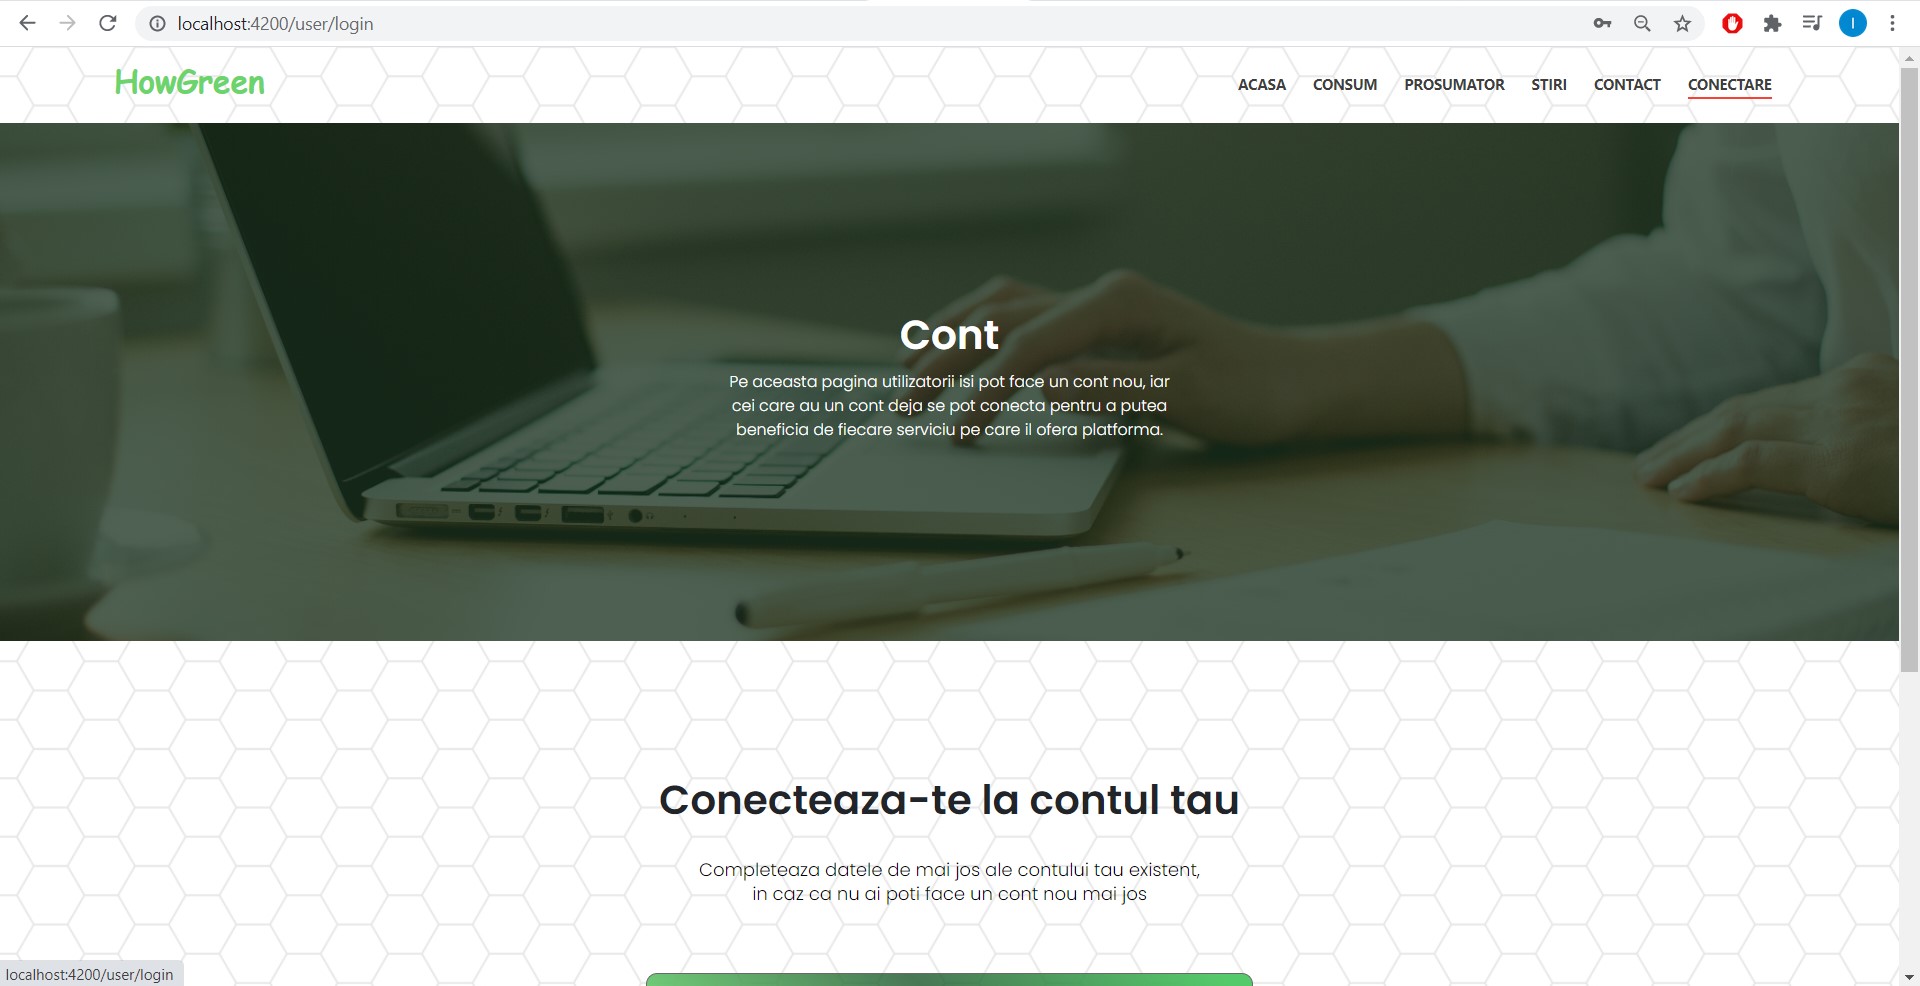 localhost:4200/user/login
I
HowGreen
ACASA CONSUM PROSUMATOR STIRI CONTACT CONECTARE
Cont
Pe aceasta pagina utilizatorii isi pot face un cont nou, iar
cei care au un cont deja se pot conecta pentru a putea
beneficia de fiecare serviciu pe care il ofera platforma.
Conecteaza-te la contul tau
Completeaza datele de mai jos ale contului tau existent,
in caz ca nu ai poti face un cont nou mai jos
localhost:4200/user/login